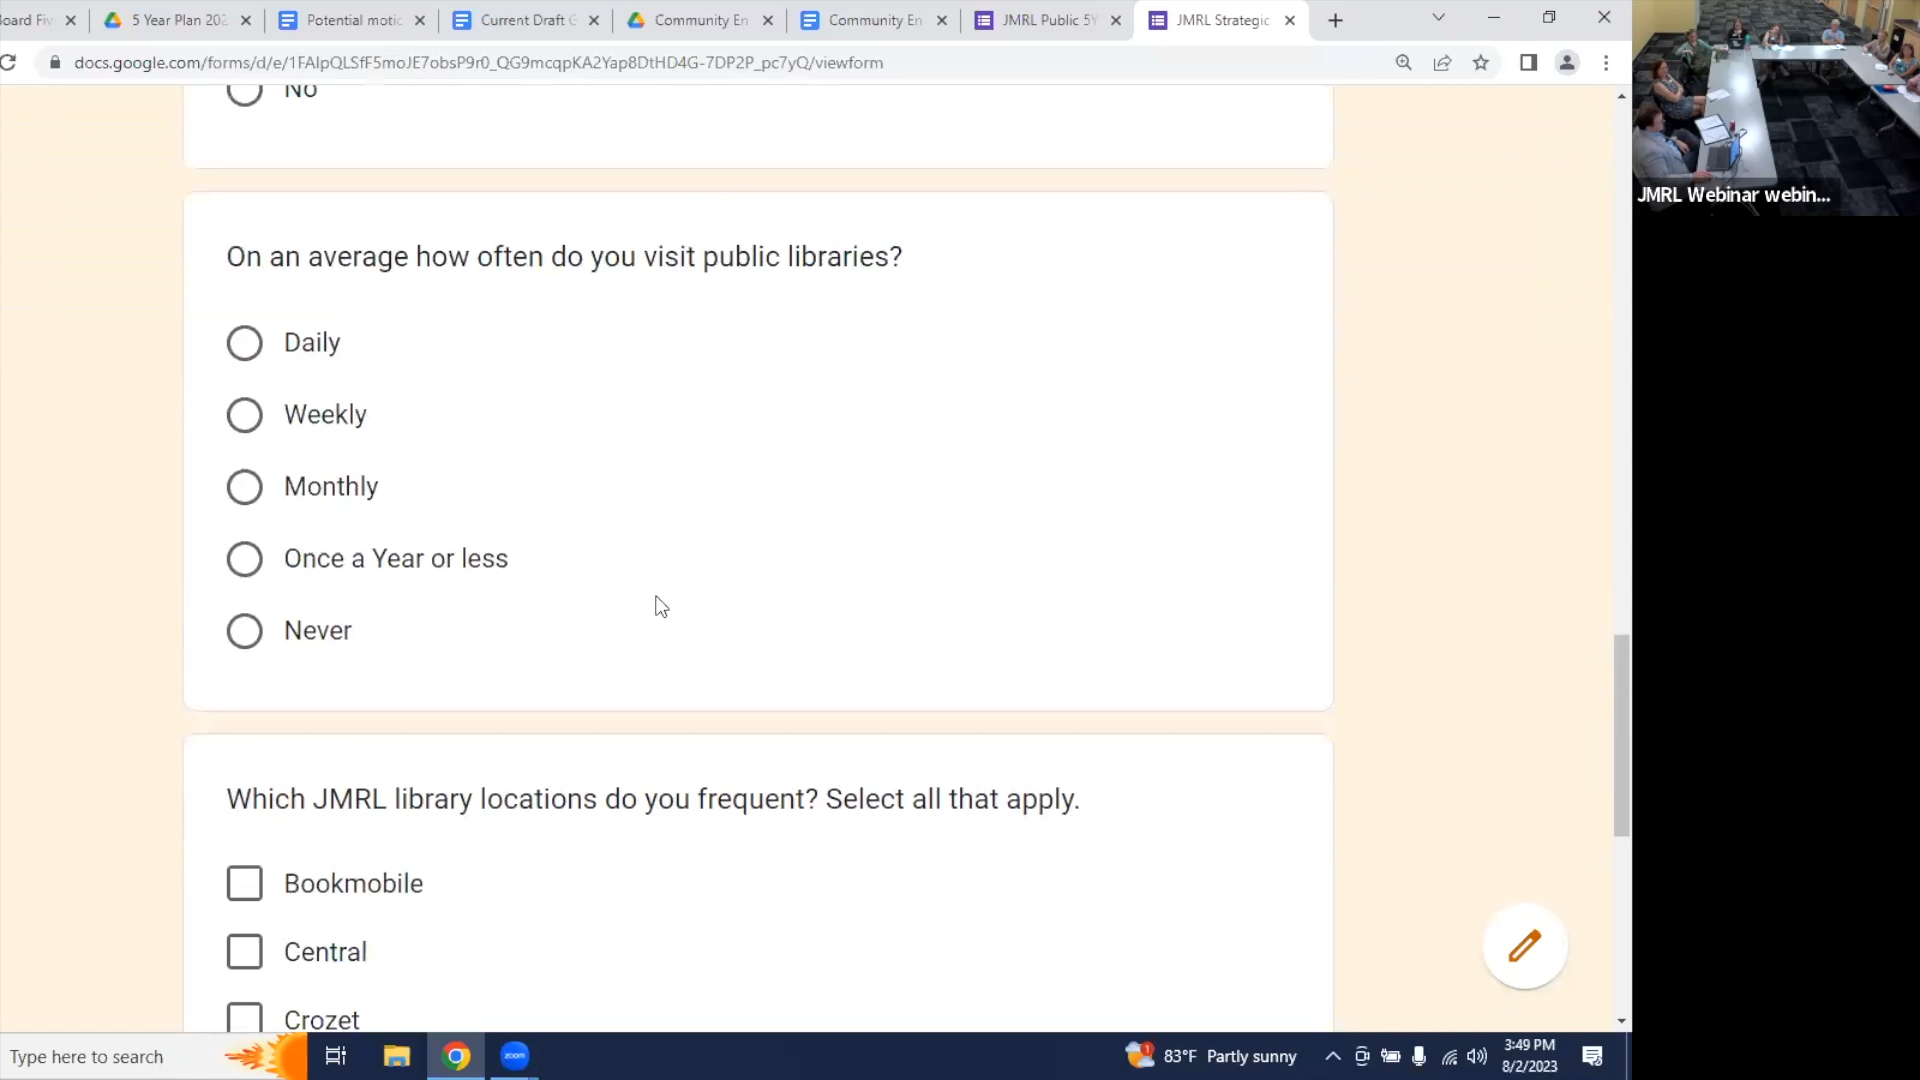 oard Fiv
5 Year Plan 202
Potential motic
Current Draft G
Community En
Community En
JMRL Public 5Y
JMRL Strategic
docs.google.com/forms/d/e/1FAIpQLSfF5moJE7obsP9r0_QG9mcqpKA2Yap8DtHD4G-7DP2P_pc7yQ/viewform
JMRL Webinar webin...
No
On an average how often do you visit public libraries?
Daily
Weekly
Monthly
Once a Year or less
Never
Which JMRL library locations do you frequent? Select all that apply.
Bookmobile
Central
Crozet
Type here to search
zoom
1
83°F Partly sunny
3:49 PM
8/2/2023